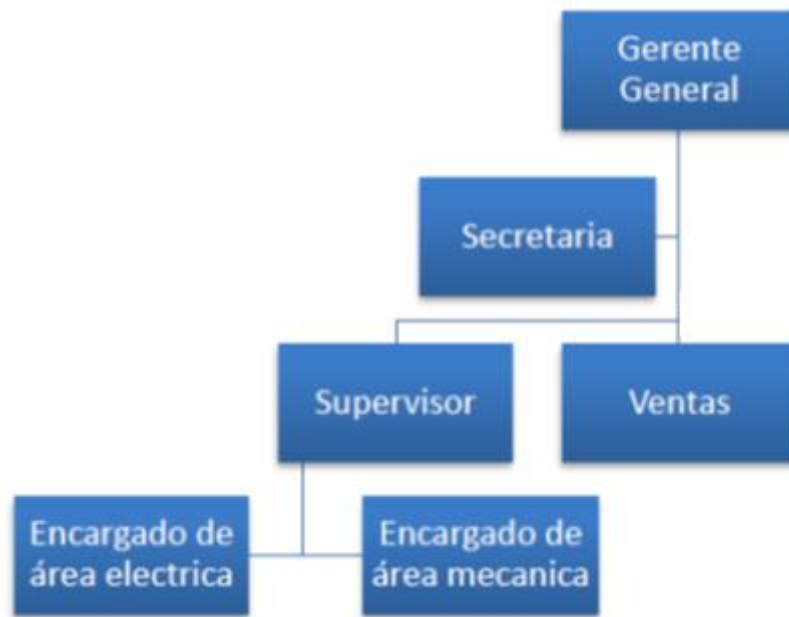 Gerente
General
Secretaria
Supervisor
Ventas
Encargado de
área electrica
Encargado de
área mecanica